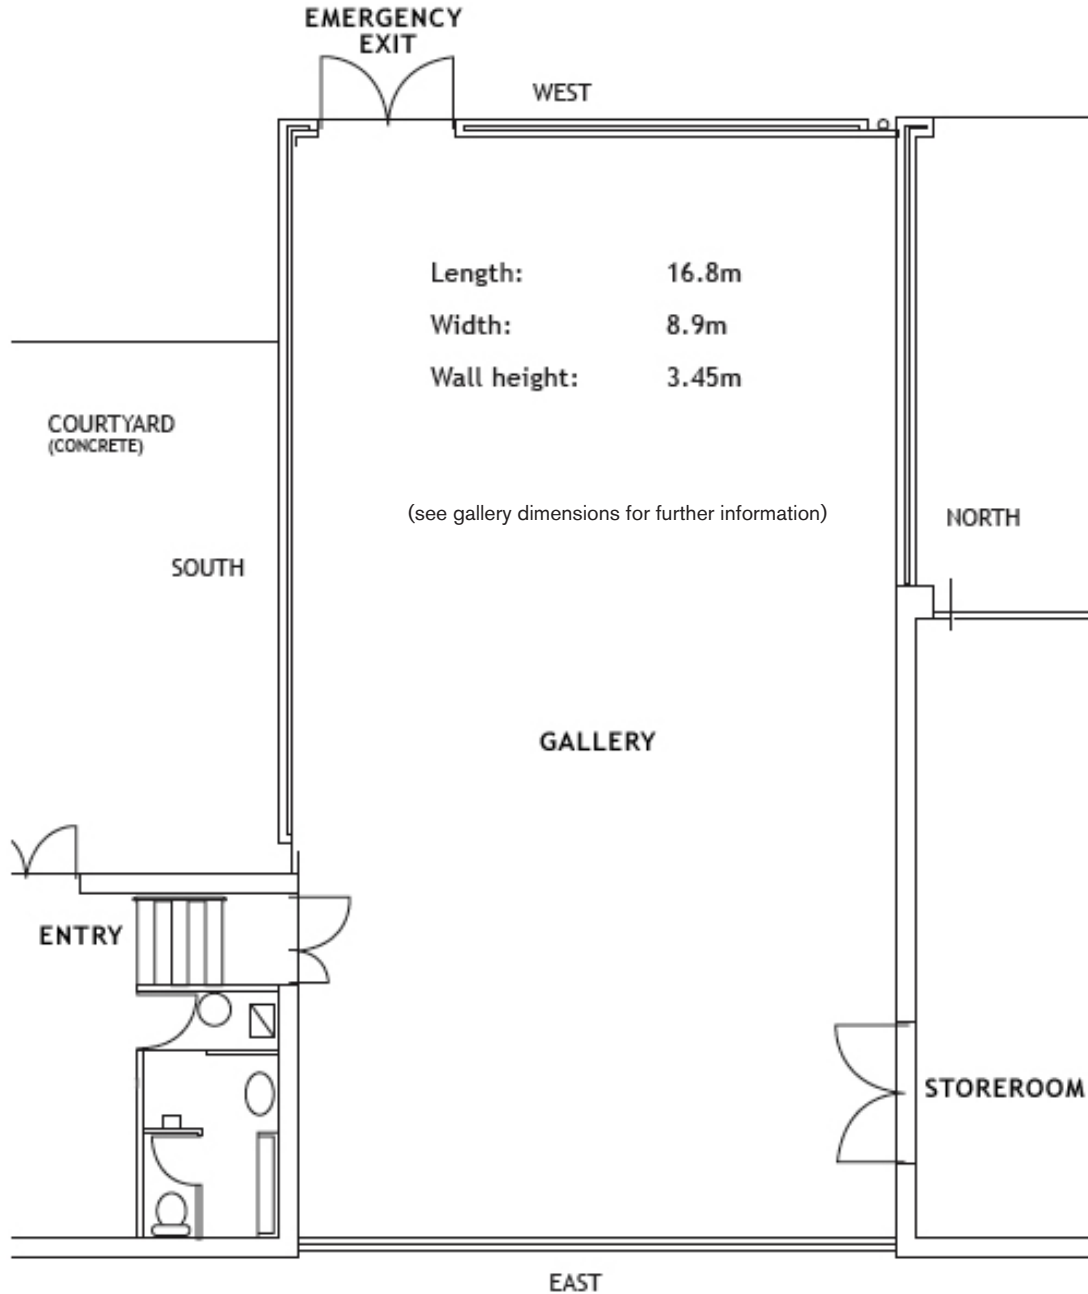 EMERGENCY
EXIT
WEST
Length: 16.8m
Width: 8.9m
Wall height: 3.45m
COURTYARD
(CONCRETE)
(see gallery dimensions for further information)
NORTH
SOUTH
GALLERY
ENTRY
STOREROOM
EAST